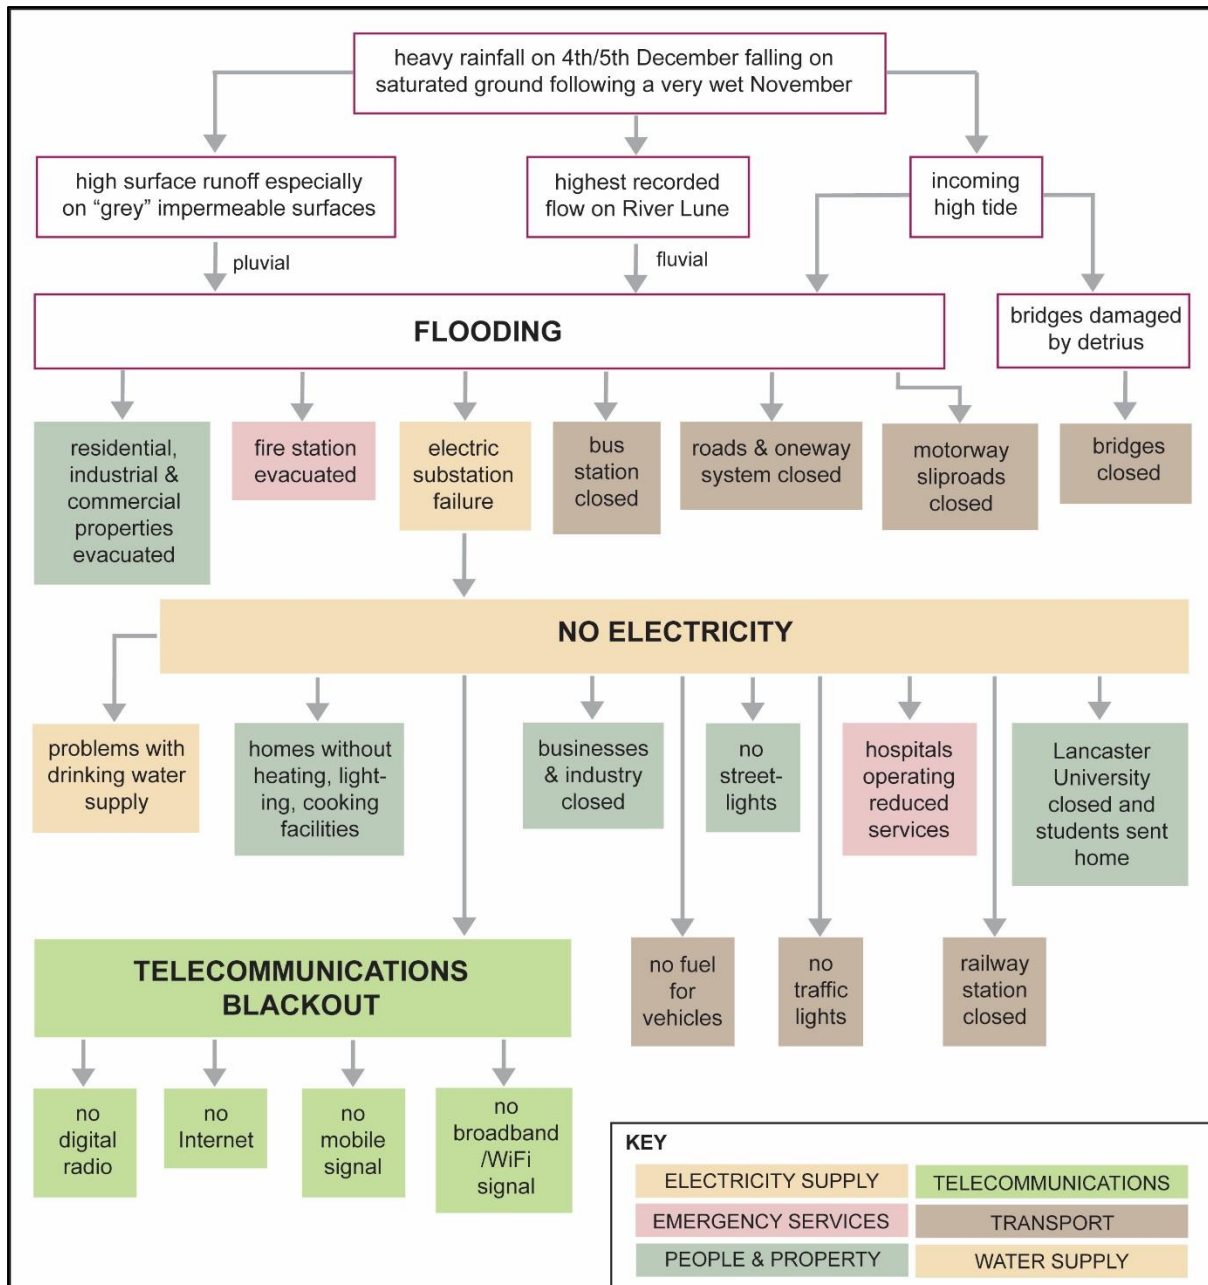 heavy rainfall on 4th/5th December falling on
saturated ground following a very wet November
high surface runoff especially
on “grey” impermeable surfaces
highest recorded
flow on River Lune
incoming
high tide
pluvial
fluvial
FLOODING
bridges damaged
by detrius
residential,
industrial &
commercial
properties
evacuated
fire station
evacuated
electric
substation
failure
bus
station
closed
roads & oneway
system closed
motorway
sliproads
closed
bridges
closed
NO ELECTRICITY
problems with
drinking water
supply
homes without
heating, light-
ing, cooking
facilities
businesses
& industry
closed
no
street-
lights
hospitals
operating
reduced
services
Lancaster
University
closed and
students sent
home
TELECOMMUNICATIONS
BLACKOUT
no fuel
for
vehicles
no
traffic
lights
railway
station
closed
no
digital
radio
no
Internet
no
mobile
signal
no
broadband
/WiFi
signal
KEY
ELECTRICITY SUPPLY
TELECOMMUNICATIONS
EMERGENCY SERVICES
TRANSPORT
PEOPLE & PROPERTY
WATER SUPPLY